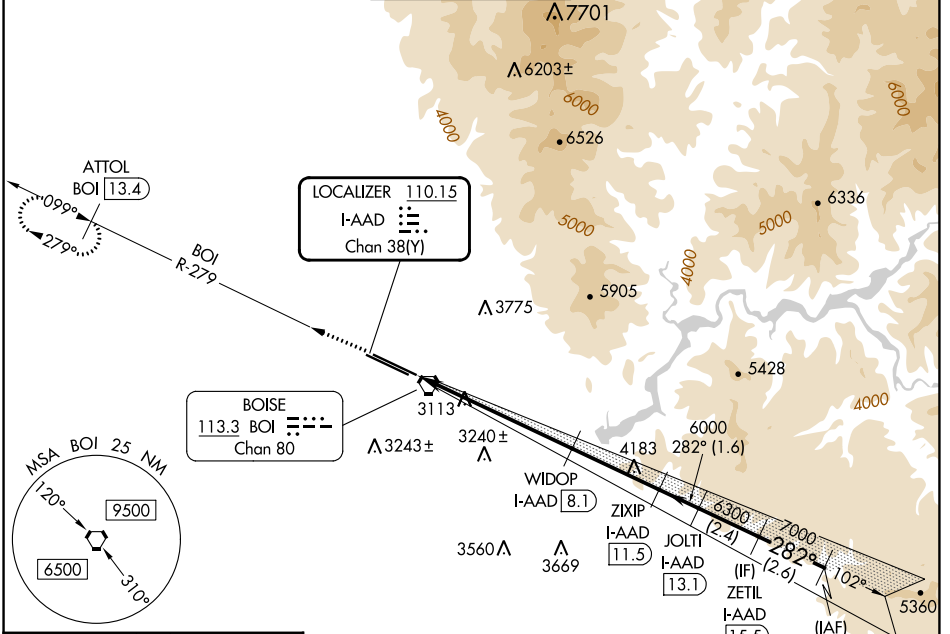 7701
6203±
6000
6526
4000
6000
ATTOL
BOI 13.4
099°
279°
LOCALIZER 110.15
I-AAD
Chan 38(Y)
6336
5000
5000
4000
BOI
R-279
5905
3775
5428
BOISE
113.3 BOI
Chan 80
3113
4000
3243±
3240±
6000
282° (1.6)
4183
WIDOP
I-AAD 8.1
MSA BOI 25 NM
120°
9500
6500
310°
6300
(2.4)
7000
282°
(2.6)
102°
ZIXIP
I-AAD
11.5
JOLTI
I-AAD
13.1
3560
3669
(IF)
ZETIL
I-AAD
15.5
5360
(IAF)